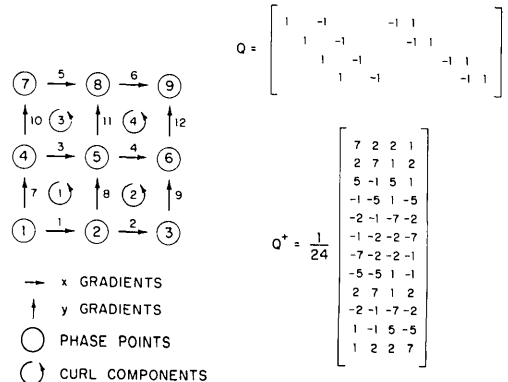 5 6
7 8 9
10 3 11 4 12
3 4
4 5 6
7 1 8 2 9
1 2
1 2 3
x GRADIENTS
y GRADIENTS
PHASE POINTS
CURL COMPONENTS
1 -1 -1 1
1 -1 -1 1
Q =
1 -1 -1 1
1 -1 -1 1
7 2 2 1
2 7 1 2
5 -1 5 1
-1 -5 1 -5
-2 -1 -7 -2
Q+ = 1/24
-1 -2 -2 -7
-7 -2 -2 -1
-5 -5 1 -1
2 7 1 2
-2 -1 -7 -2
1 -1 5 -5
1 2 2 7